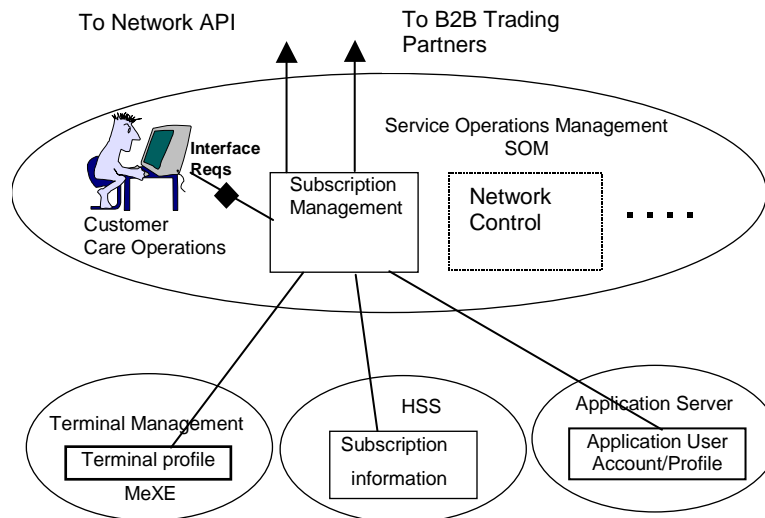 To Network API
To B2B Trading
Partners
Service Operations Management
SOM
Interface
Reqs
Subscription
Management
Network
Control
. . . .
Customer
Care Operations
Terminal Management
Terminal profile
MeXE
HSS
Subscription
information
Application Server
Application User
Account/Profile